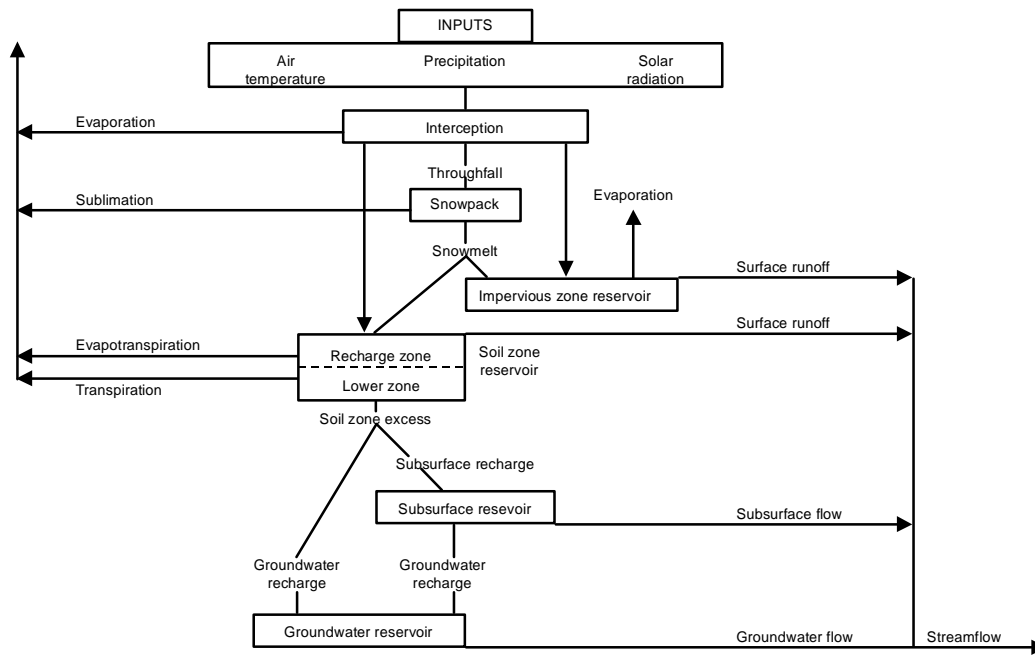 INPUTS
Air
temperature
Precipitation
Solar
radiation
Evaporation
Interception
Throughfall
Sublimation
Snowpack
Evaporation
Snowmelt
Surface runoff
Impervious zone reservoir
Surface runoff
Evapotranspiration
Recharge zone
Soil zone
reservoir
Transpiration
Lower zone
Soil zone excess
Subsurface recharge
Subsurface resevoir
Subsurface flow
Groundwater
recharge
Groundwater
recharge
Groundwater reservoir
Groundwater flow
Streamflow